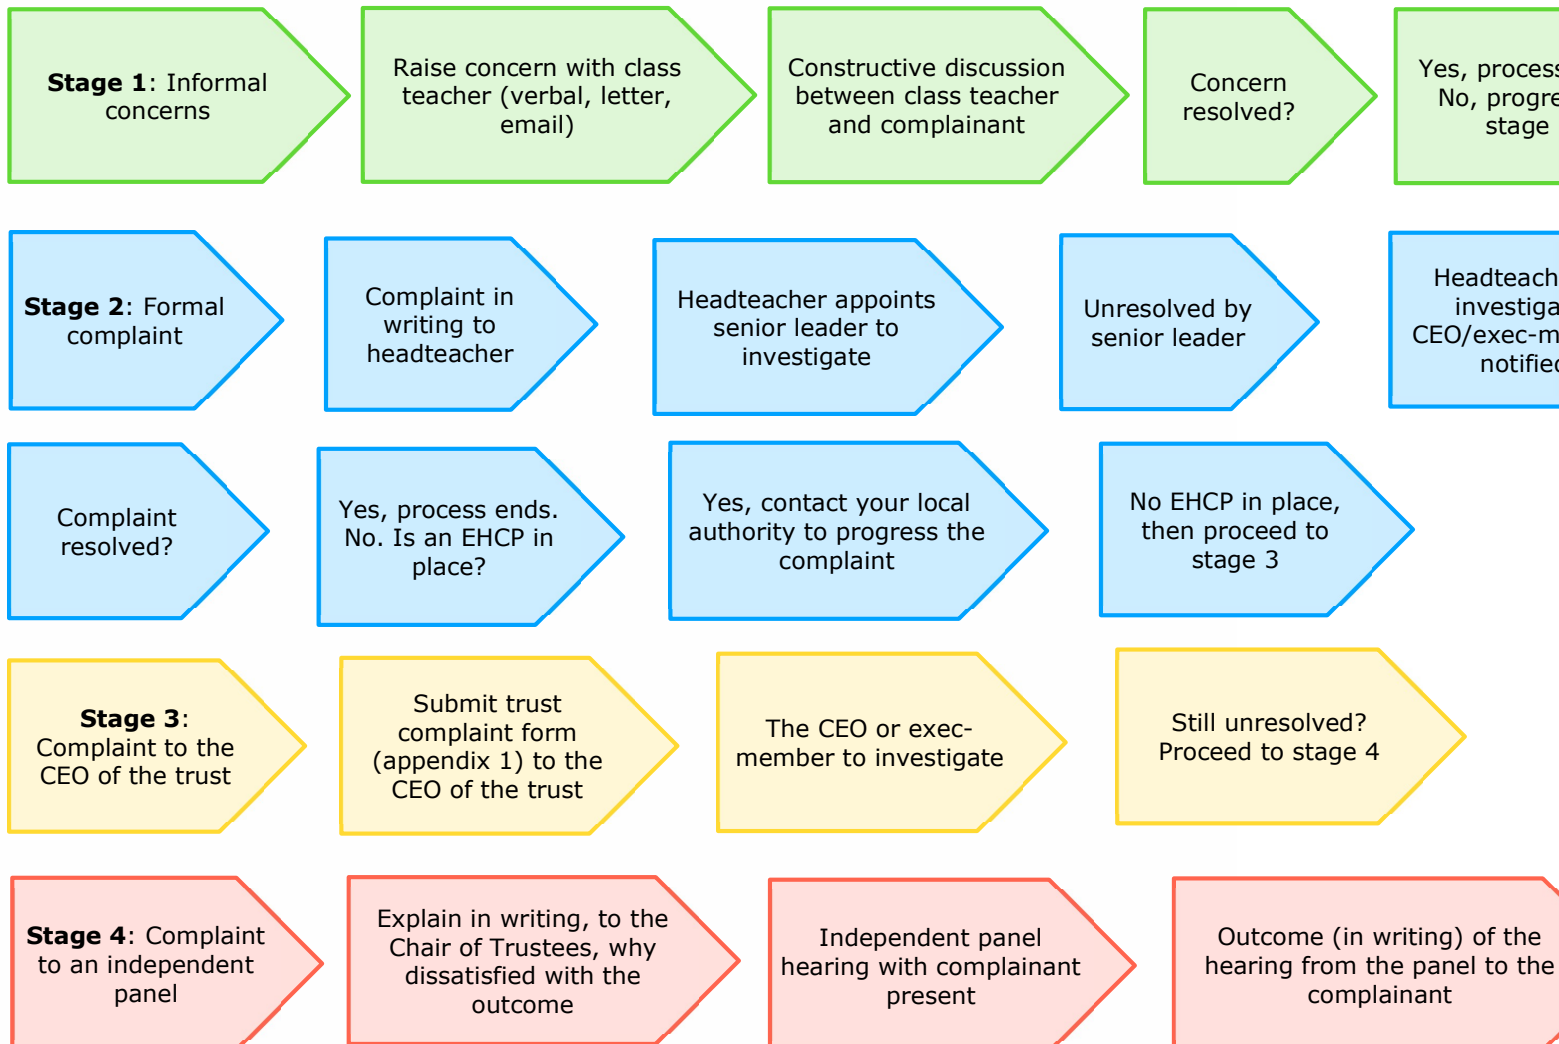 Stage 1: Informal
concerns
Raise concern with class
teacher (verbal, letter,
email)
Constructive discussion
between class teacher
and complainant
Concern
resolved?
Yes, process
No,
stage
Stage 2: Formal
complaint
Complaint in
writing to
headteacher
Headteacher appoints
senior leader to
investigate
Unresolved by
senior leader
CEO/exec-
Complaint
resolved?
Yes, process ends.
No. Is an EHCP in
place?
Yes, contact your local
authority to progress the
complaint
No EHCP in place,
then proceed to
stage 3
Stage 3:
Complaint to the
CEO of the trust
Submit trust
complaint form
(appendix 1) to the
CEO of the trust
The CEO or exec-
member to investigate
Still unresolved?
Proceed to stage 4
Stage 4: Complaint
to an independent
panel
Explain in writing, to the
Chair of Trustees, why
dissatisfied with the
outcome
Independent panel
hearing with complainant
present
Outcome (in writing) of the
hearing from the panel to the
complainant